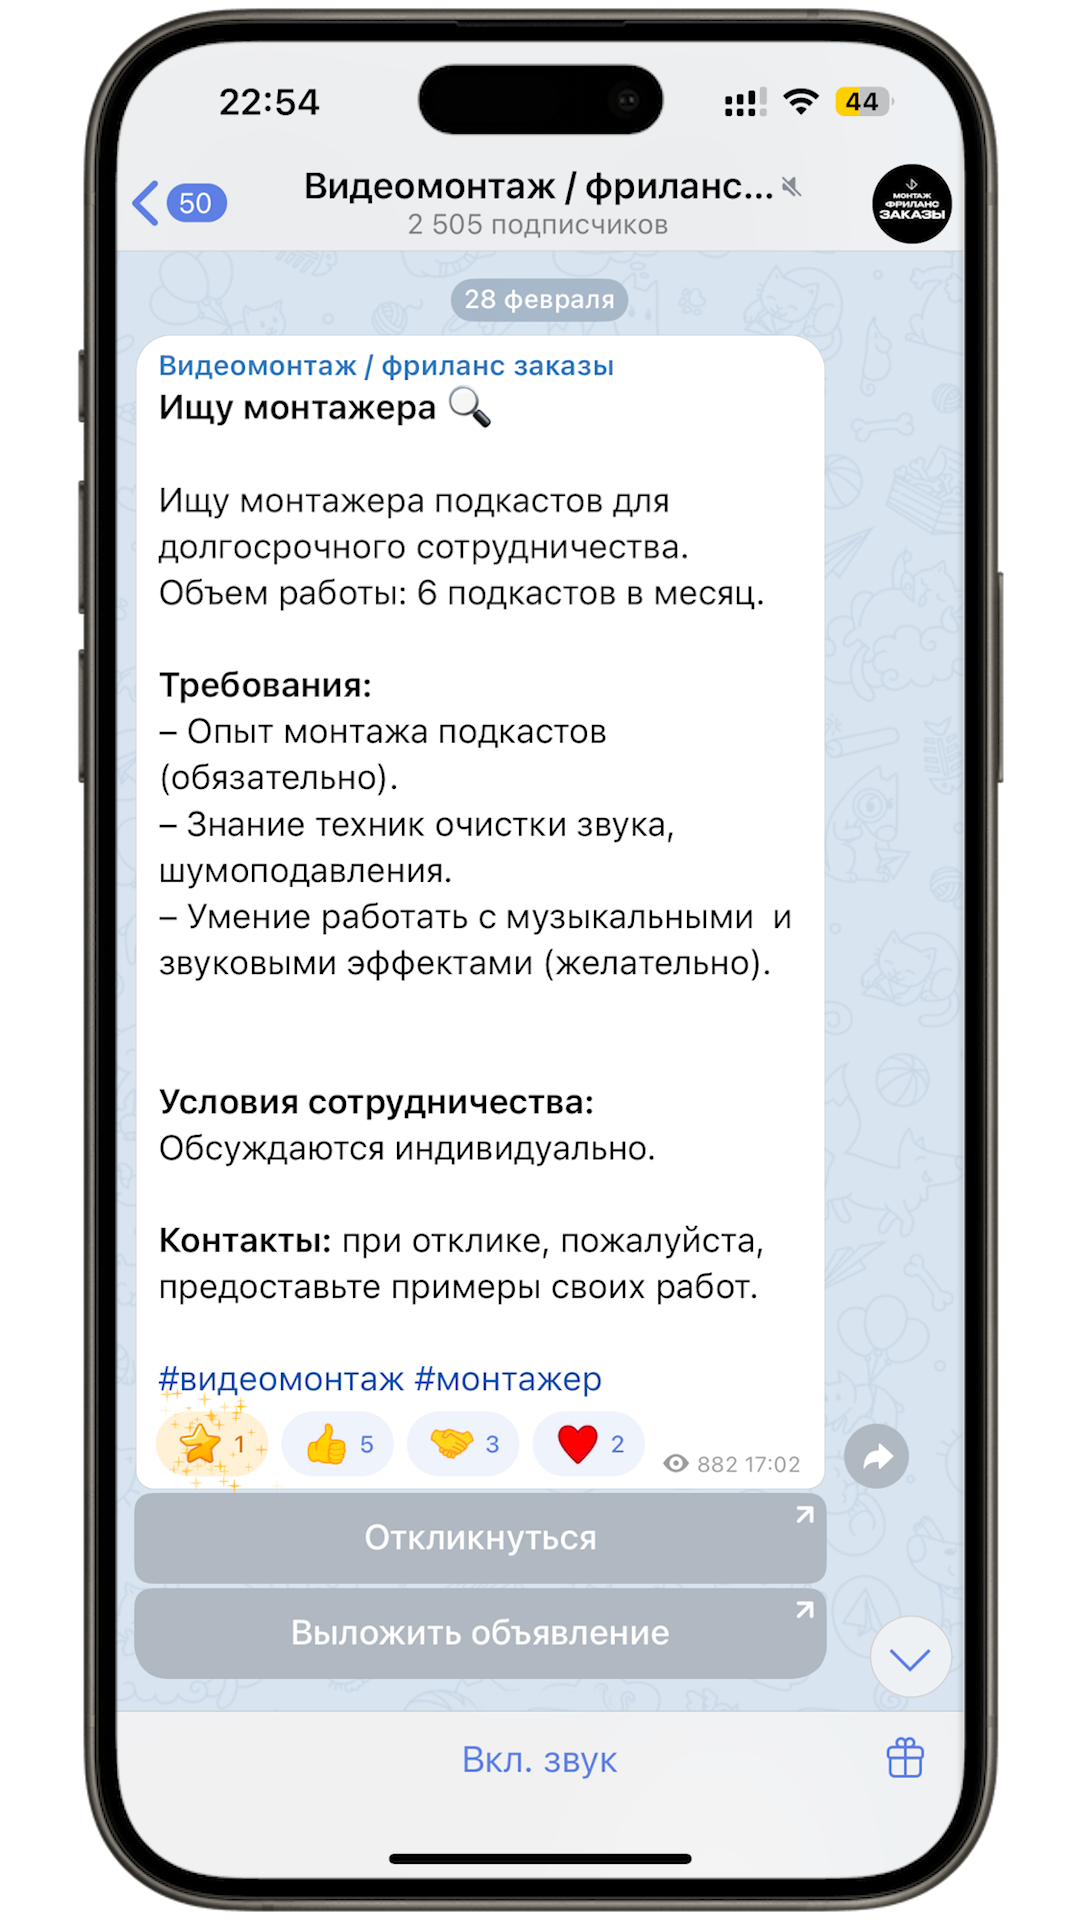 22:54
44
50
Видеомонтаж / фриланс...
2 505 подписчиков
МОНТАЖ
ФРИЛАНС
ЗАКАЗЫ
28 февраля
Видеомонтаж / фриланс заказы
Ищу монтажера 🔍
Ищу монтажера подкастов для
долгосрочного сотрудничества.
Объем работы: 6 подкастов в месяц.
Требования:
– Опыт монтажа подкастов
(обязательно).
– Знание техник очистки звука,
шумоподавления.
– Умение работать с музыкальными  и
звуковыми эффектами (желательно).
Условия сотрудничества:
Обсуждаются индивидуально.
Контакты: при отклике, пожалуйста,
предоставьте примеры своих работ.
#видеомонтаж #монтажер
⭐ 1 👍 5 🤝 3 ❤️ 2 882 17:02
Откликнуться
Выложить объявление
Вкл. звук